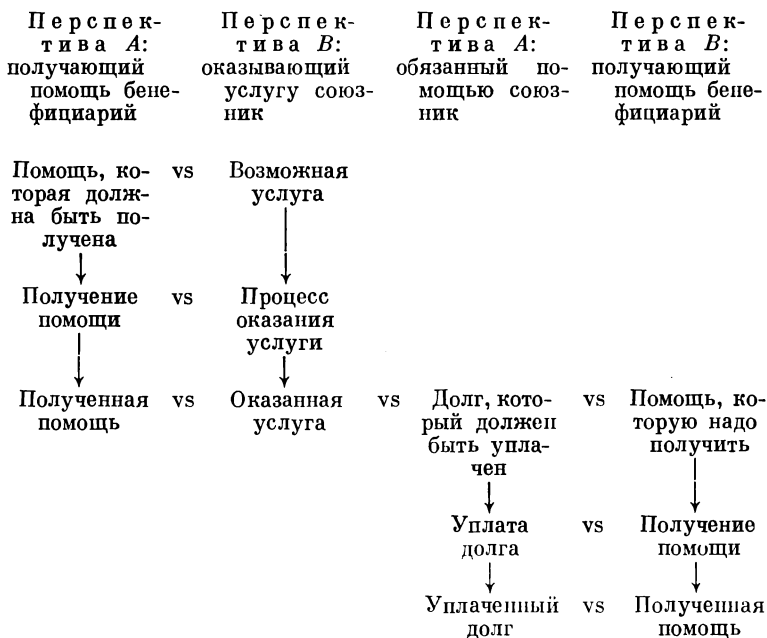 Перспек- Перспек- Перспек- Перспек-
тива A: тива B: тива A: тива B:
получающий оказывающий обязанный по- получающий
помощь бене- услугу союз- мощью союз- помощь бене-
фициарий ник ник фициарий
Помощь, ко- vs Возможная
торая долж- услуга
на быть по-
лучена
Получение vs Процесс
помощи оказания
услуги
Полученная vs Оказанная vs Долг, кото- vs Помощь, ко-
помощь услуга рый должен торую надо
быть упла- получить
чен
Уплата vs Получение
долга помощи
Уплаченный vs Полученная
долг помощь